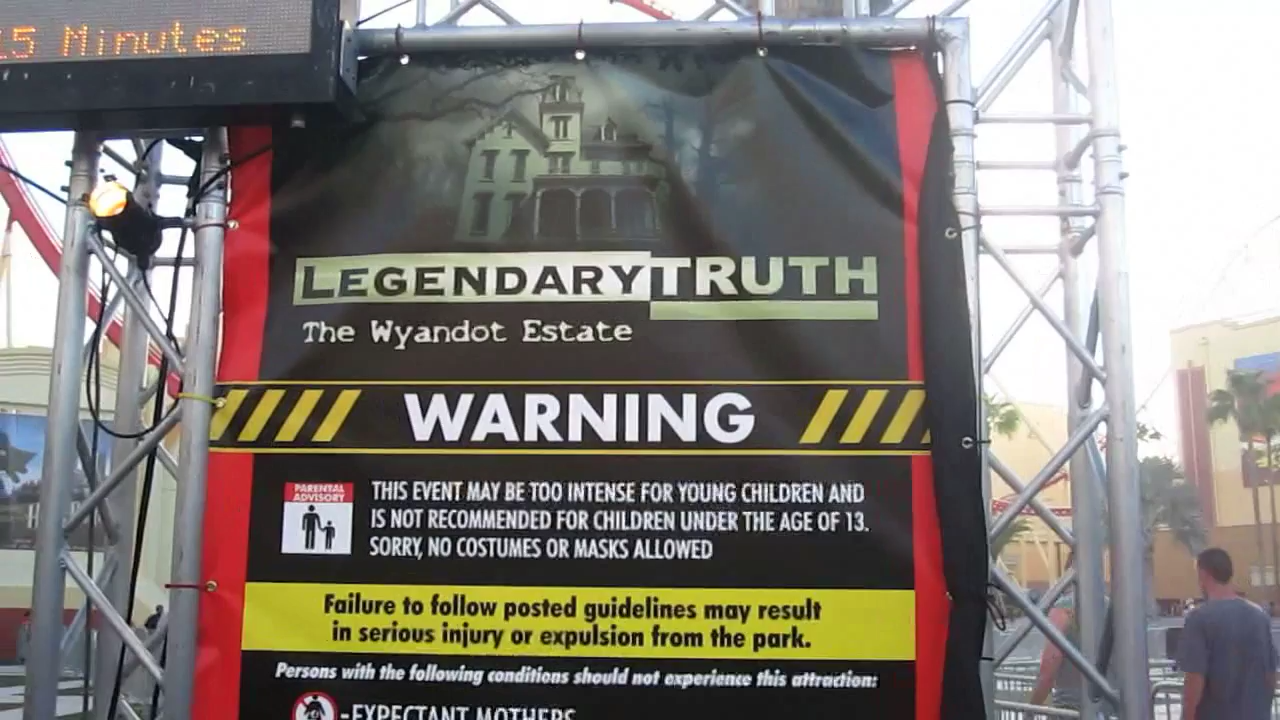 5 Minutes
LEGENDARYTRUTH
The Wyandot Estate
WARNING
PARENTAL
ADVISORY
THIS EVENT MAY BE TOO INTENSE FOR YOUNG CHILDREN AND
IS NOT RECOMMENDED FOR CHILDREN UNDER THE AGE OF 13.
SORRY, NO COSTUMES OR MASKS ALLOWED
Failure to follow posted guidelines may result
in serious injury or expulsion from the park.
Persons with the following conditions should not experience this attraction:
-EXPECTANT MOTHERS